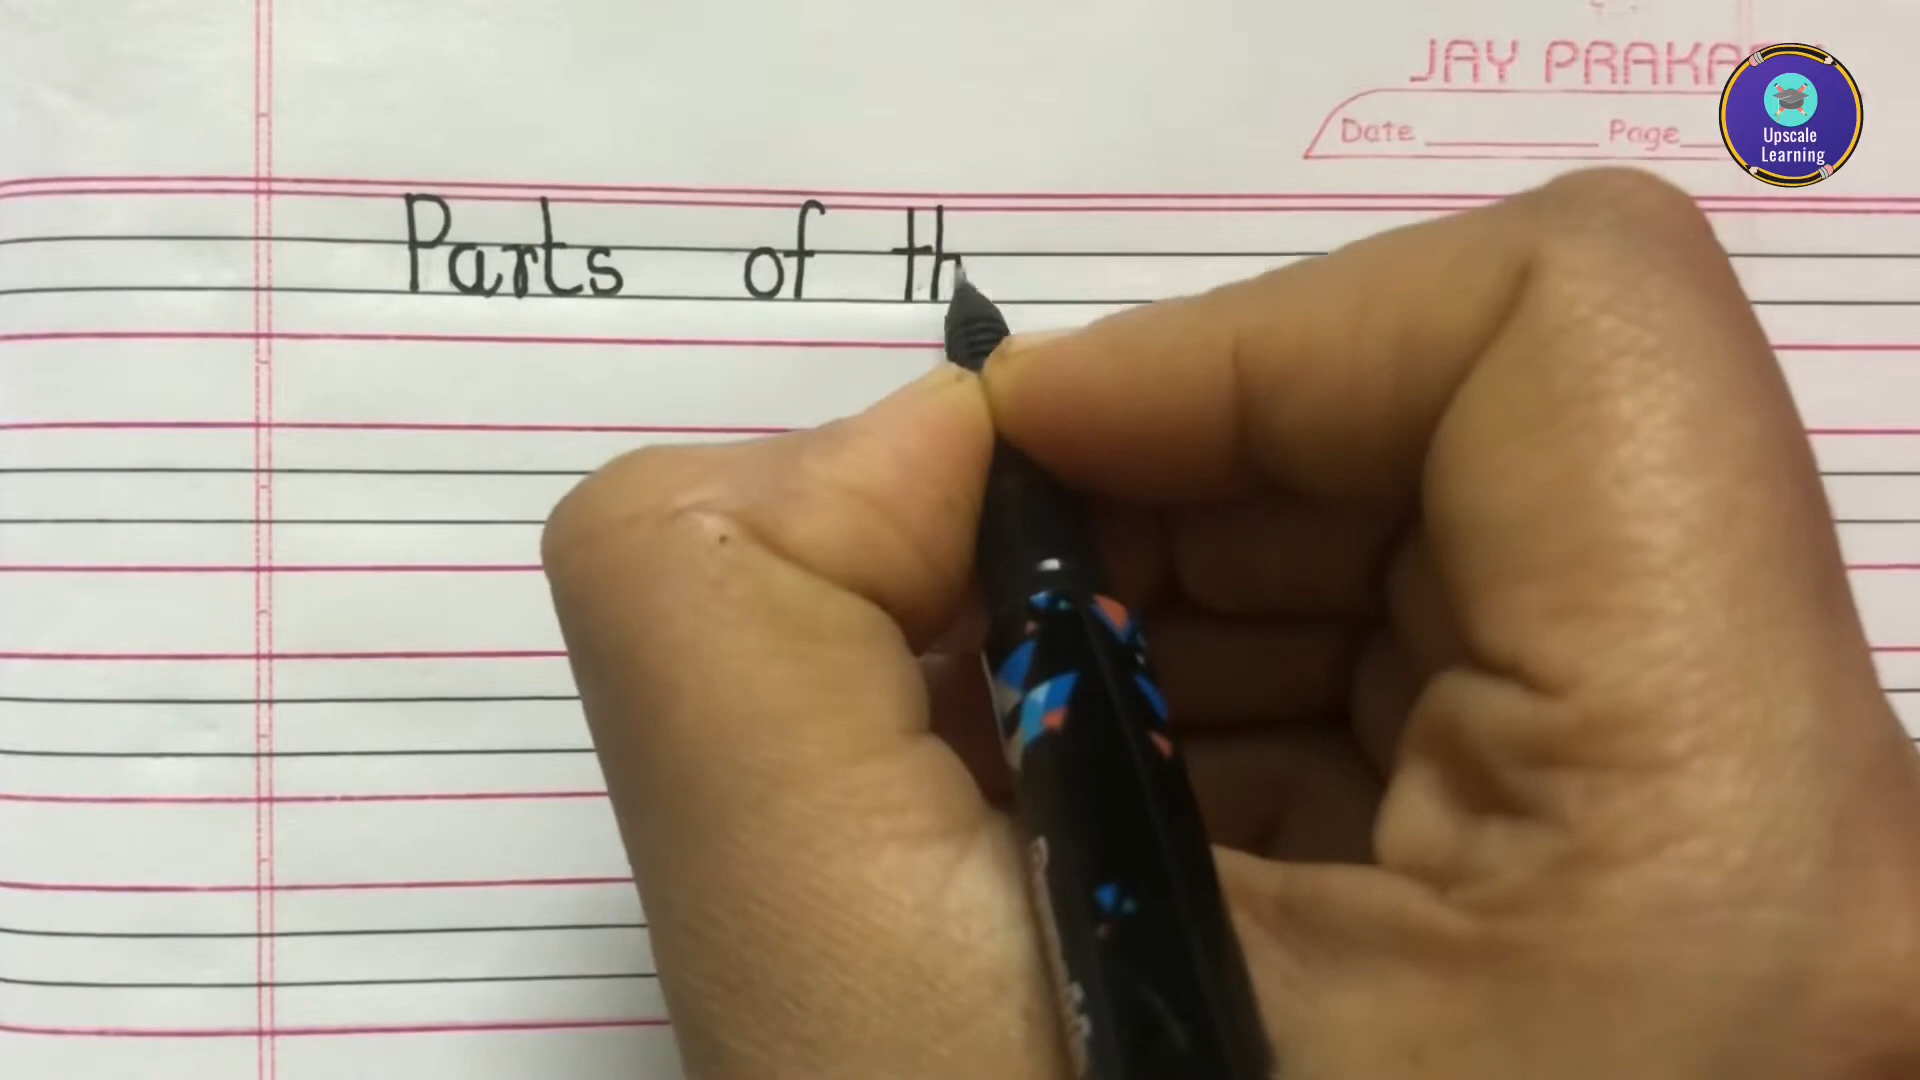 JAY PRAKA
Date Page
Upscale
Learning
Parts of th